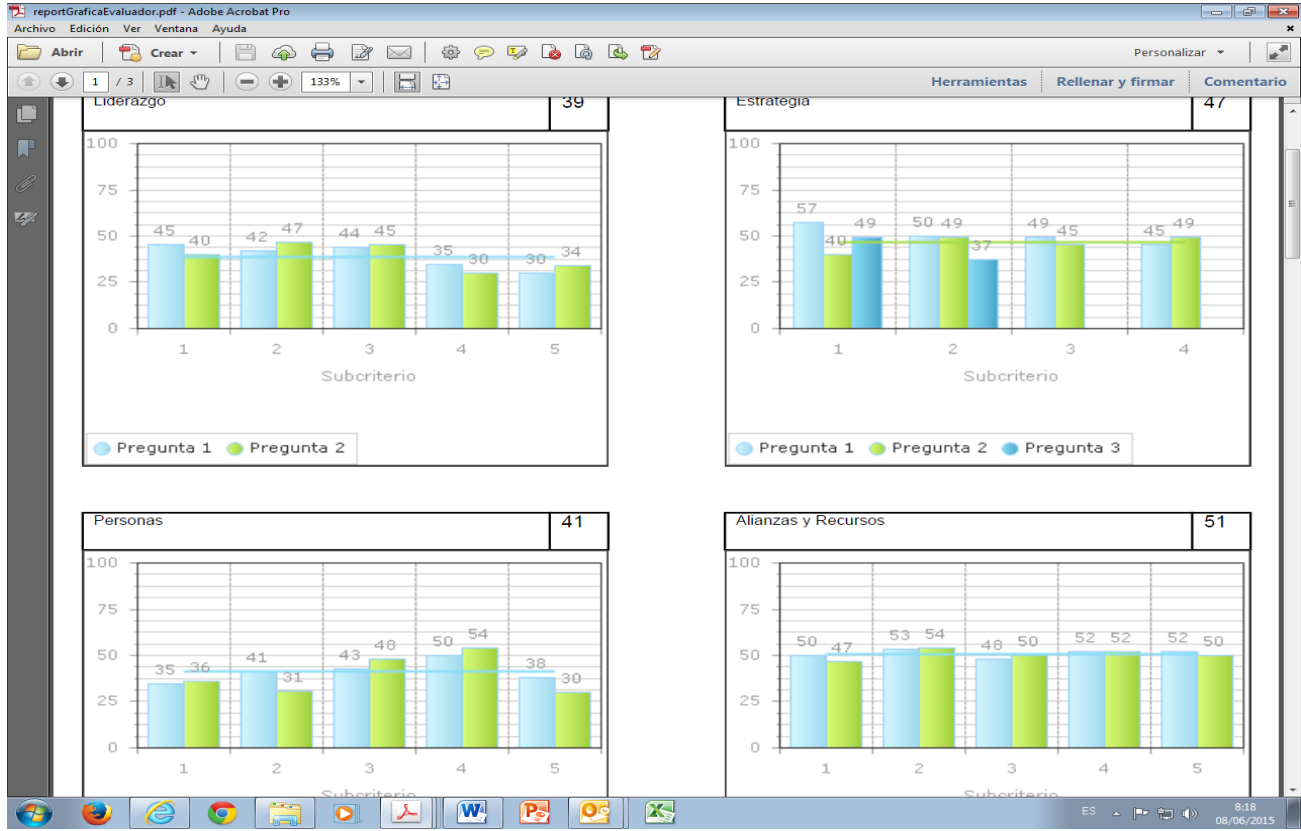 reportGraficaEvaluador.pdf - Adobe Acrobat Pro
Archivo Edición Ver Ventana Ayuda
Abrir Crear Personalizar
1 / 3 133% Herramientas Rellenar y firmar Comentario
Liderazgo 39
100
75
50
25
0
45 40 42 47 44 45 35 30 30 34
1 2 3 4 5
Subcriterio
Pregunta 1 Pregunta 2
Estrategia 47
100
75
50
25
0
57 40 49 50 49 37 49 45 45 49
1 2 3 4
Subcriterio
Pregunta 1 Pregunta 2 Pregunta 3
Personas 41
100
75
50
25
0
35 36 41 31 43 48 50 54 38 30
1 2 3 4 5
Subcriterio
Alianzas y Recursos 51
100
75
50
25
0
50 47 53 54 48 50 52 52 52 50
1 2 3 4 5
Subcriterio
ES 8:18
08/06/2015